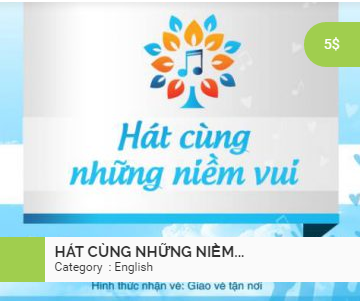 5$
Hát cùng
những niềm vui
HÁT CÙNG NHỮNG NIỀM...
Category : English
Hình thức nhận vé: Giao vé tận nơi